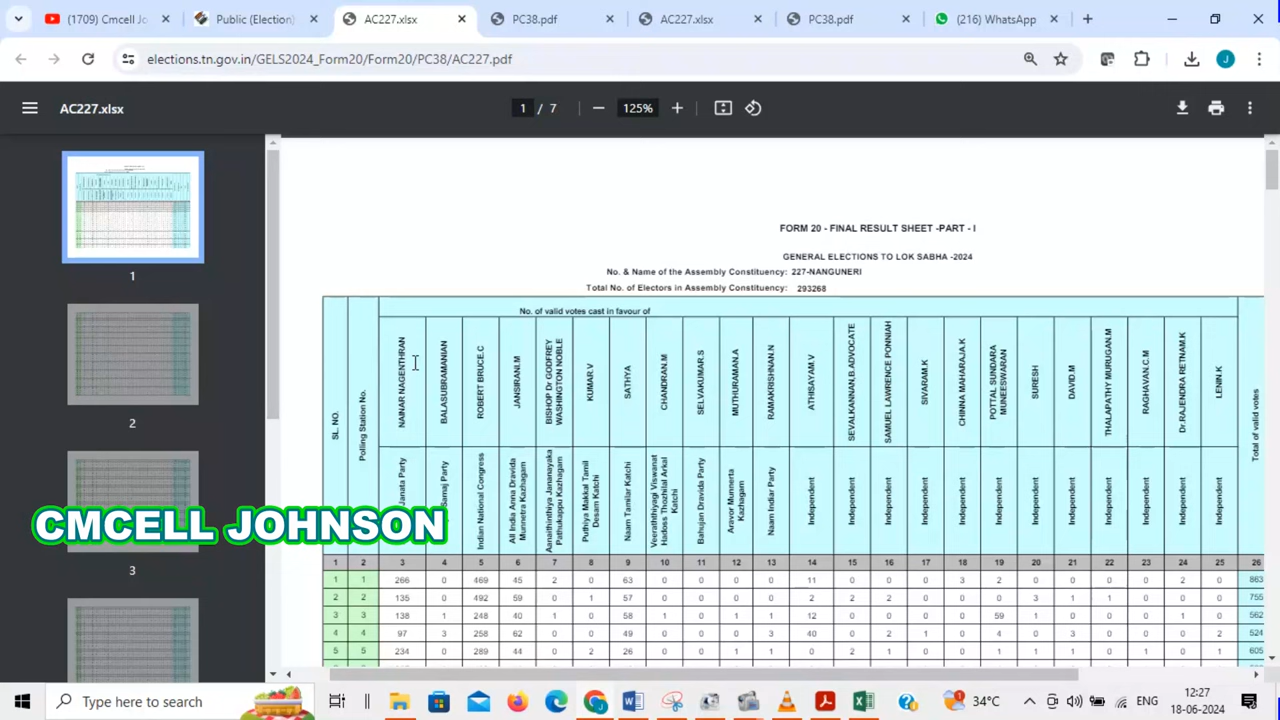 (1709) Cmcell Jo
Public (Election)
AC227.xlsx
PC38.pdf
AC227.xlsx
PC38.pdf
(216) WhatsApp
elections.tn.gov.in/GELS2024_Form20/Form20/PC38/AC227.pdf
J
AC227.xlsx
1 / 7
125%
1
2
3
FORM 20 - FINAL RESULT SHEET -PART - I
GENERAL ELECTIONS TO LOK SABHA -2024
No. & Name of the Assembly Constituency: 227-NANGUNERI
Total No. of Electors in Assembly Constituency: 293268
No. of valid votes cast in favour of
SL. NO.
Polling Station No.
NAINAR NAGENTHRAN
BALASUBRAMANIAN
ROBERT BRUCE.C
JANSIRANI.M
BISHOP Dr GODFREY WASHINGTON NOBLE
KUMAR.V
SATHYA
CHANDRAN.M
SELVAKUMAR.S
MUTHURAMAN.A
RAMAKRISHNAN.N
ATHISAYAM.V
SEVALKANNAN.B.ADVOCATE
SAMUEL LAWRENCE PONNIAH
SIVARAM.K
CHINNA MAHARAJA.K
POTTAL SUNDARA MUNEESWARAN
SURESH
DAVID.M
THALAPATHY MURUGAN.M
RAGHAVAN.C.M
Dr.RAJENDRA RETNAM.K
LENIN.K
Total of valid votes
Janata Party
Samaj Party
Indian National Congress
All India Anna Dravida Munnetra Kazhagam
Aanaithinthiya Jananayaka Pathukappu Kazhagam
Puthiya Makkal Tamil Desam Katchi
Naam Tamilar Katchi
Veeraththiyagi Viswanat Hadoss Thozhilal Arkal Katchi
Bahujan Dravida Party
Aravor Munnerta Kazhagam
Naam Indiar Party
Independent
Independent
Independent
Independent
Independent
Independent
Independent
Independent
Independent
Independent
Independent
Independent
1 2 3 4 5 6 7 8 9 10 11 12 13 14 15 16 17 18 19 20 21 22 23 24 25 26
1 1 266 0 469 45 2 0 63 0 0 0 0 11 0 0 0 3 2 0 0 0 0 2 0 863
2 2 135 0 492 59 0 1 57 0 0 0 0 2 2 2 0 0 0 3 1 1 0 0 0 755
3 3 138 1 248 40 0 0 58 1 0 1 1 12 0 0 0 0 59 0 0 0 0 1 0 562
4 4 97 3 258 62 0 0 49 0 0 0 3 40 0 2 1 0 4 0 3 0 0 0 2 524
5 5 234 0 289 44 0 2 26 0 0 1 1 0 2 1 0 0 1 0 1 0 1 0 1 605
CMCELL JOHNSON
Type here to search
34°C
ENG
12:27
18-06-2024